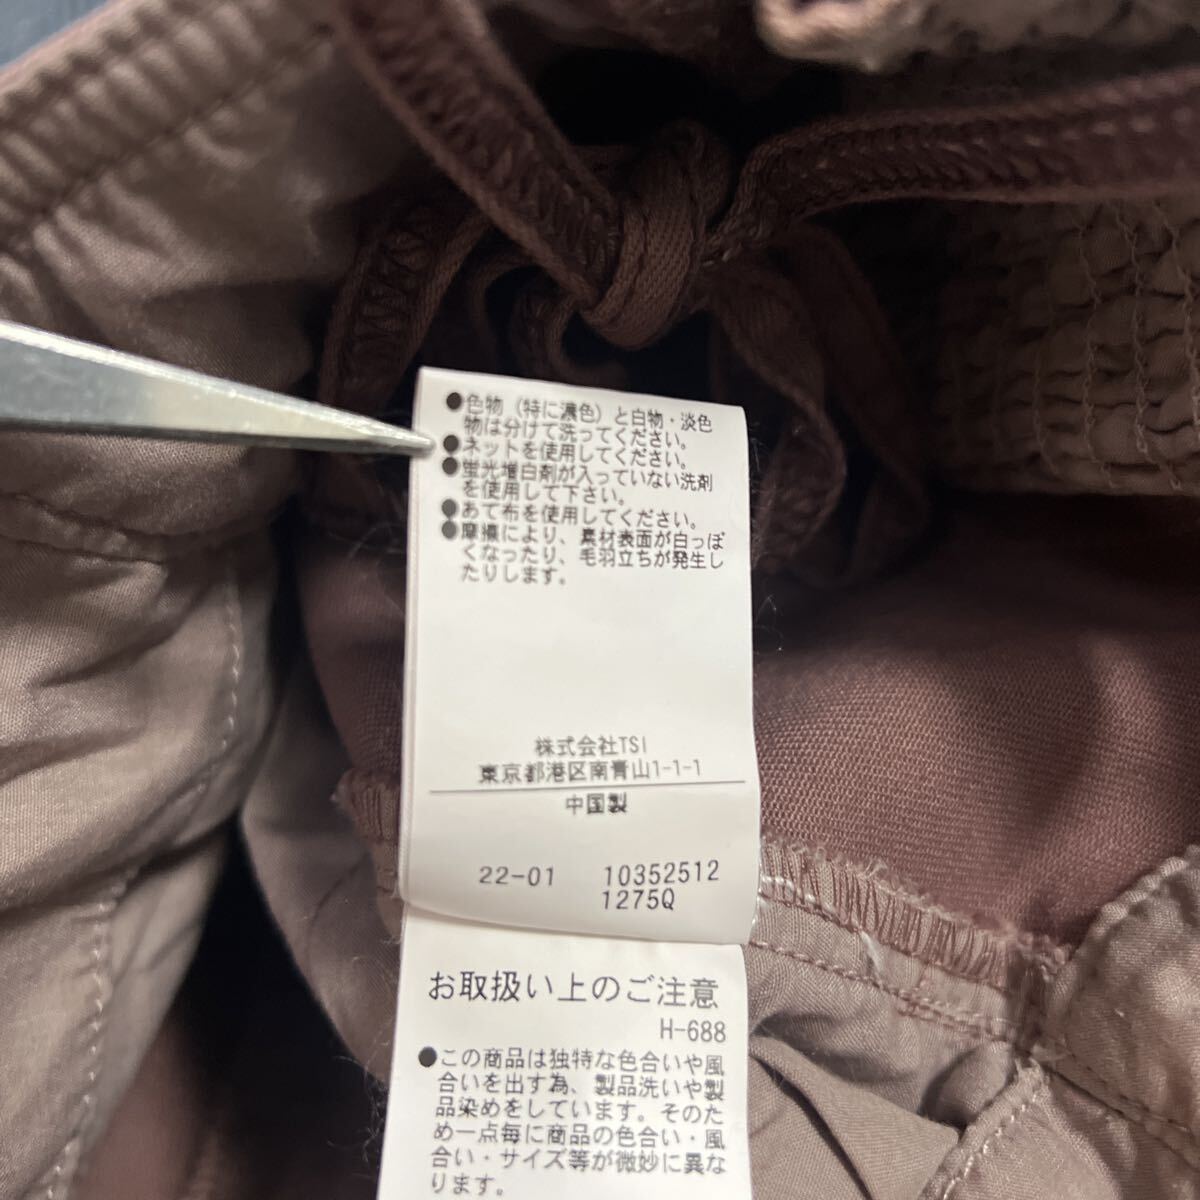 ●色物（特に濃色）と白物・淡色
物は分けて洗ってください。
●ネットを使用してください。
●蛍光増白剤が入っていない洗剤
を使用して下さい。
●あて布を使用してください。
●摩擦により、素材表面が白っぽ
くなったり、毛羽立ちが発生し
たりします。
株式会社TSI
東京都港区南青山1-1-1
中国製
22-01 10352512
1275Q
お取扱い上のご注意
H-688
●この商品は独特な色合いや風
合いを出す為、製品洗いや製
品染めをしています。そのた
め一点毎に商品の色合い・風
合い・サイズ等が微妙に異な
ります。